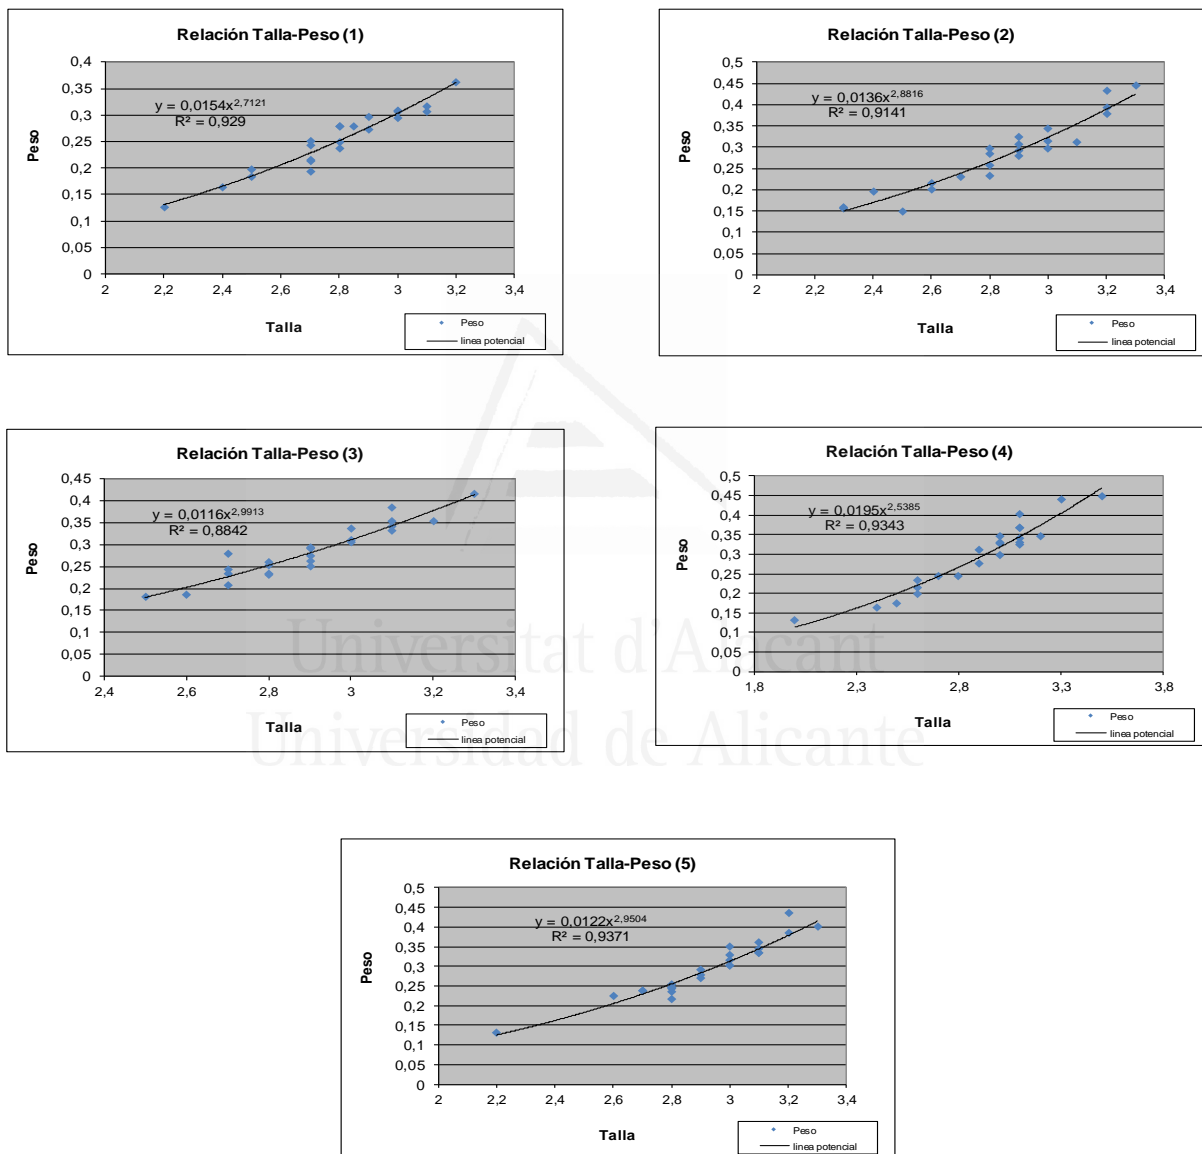 Relación Talla-Peso (1)
0,4
0,35
0,3
0,25
0,2
0,15
0,1
0,05
0
y = 0,0154x^2,7121
R² = 0,929
Peso
2 2,2 2,4 2,6 2,8 3 3,2 3,4
Talla
Peso
linea potencial
Relación Talla-Peso (2)
0,5
0,45
0,4
0,35
0,3
0,25
0,2
0,15
0,1
0,05
0
y = 0,0136x^2,8816
R² = 0,9141
Peso
2 2,2 2,4 2,6 2,8 3 3,2 3,4
Talla
Peso
linea potencial
Relación Talla-Peso (3)
0,45
0,4
0,35
0,3
0,25
0,2
0,15
0,1
0,05
0
y = 0,0116x^2,9913
R² = 0,8842
Peso
2,4 2,6 2,8 3 3,2 3,4
Talla
Peso
linea potencial
Relación Talla-Peso (4)
0,5
0,45
0,4
0,35
0,3
0,25
0,2
0,15
0,1
0,05
0
y = 0,0195x^2,5385
R² = 0,9343
Peso
1,8 2,3 2,8 3,3 3,8
Talla
Peso
linea potencial
Universitat d'Alacant
Universidad de Alicante
Relación Talla-Peso (5)
0,5
0,45
0,4
0,35
0,3
0,25
0,2
0,15
0,1
0,05
0
y = 0,0122x^2,9504
R² = 0,9371
Peso
2 2,2 2,4 2,6 2,8 3 3,2 3,4
Talla
Peso
linea potencial